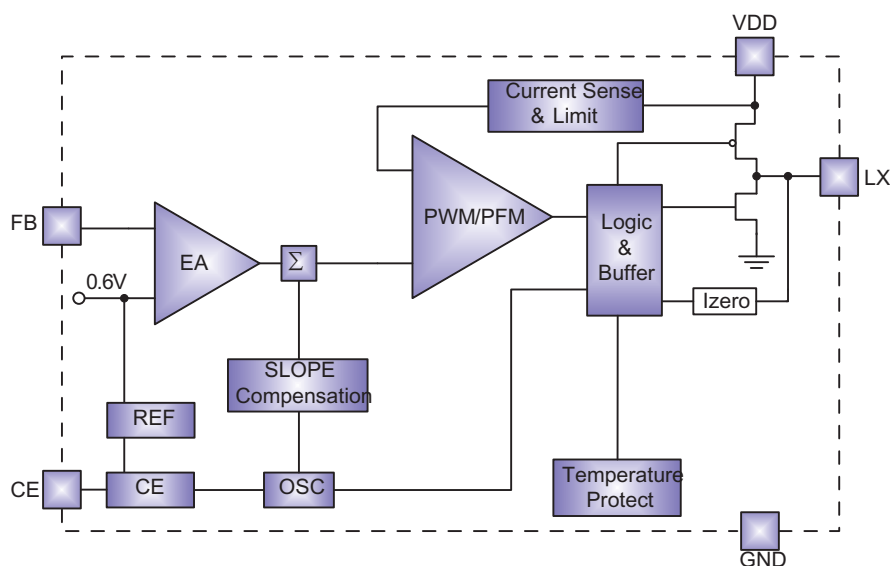 VDD
Current Sense
& Limit
LX
FB
EA
Σ
PWM/PFM
Logic
&
Buffer
0.6V
Izero
SLOPE
Compensation
REF
CE
CE
OSC
Temperature
Protect
GND